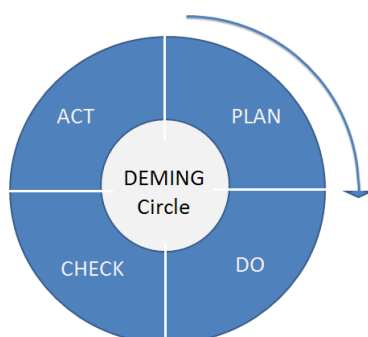 ACT
PLAN
DEMING
Circle
CHECK
DO